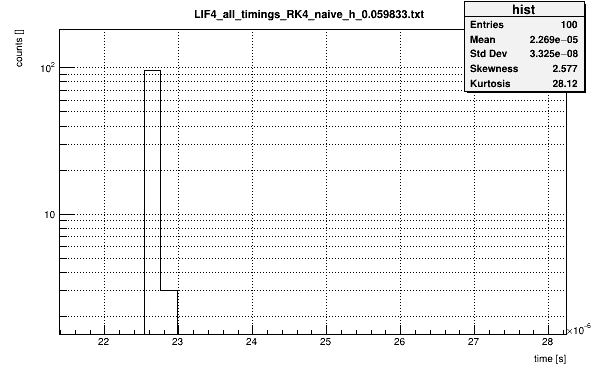 LIF4_all_timings_RK4_naive_h_0.059833.txt
hist
Entries 100
Mean 2.269e−05
Std Dev 3.325e−08
Skewness 2.577
Kurtosis 28.12
counts []
10²
10
22 23 24 25 26 27 28
×10⁻⁶
time [s]